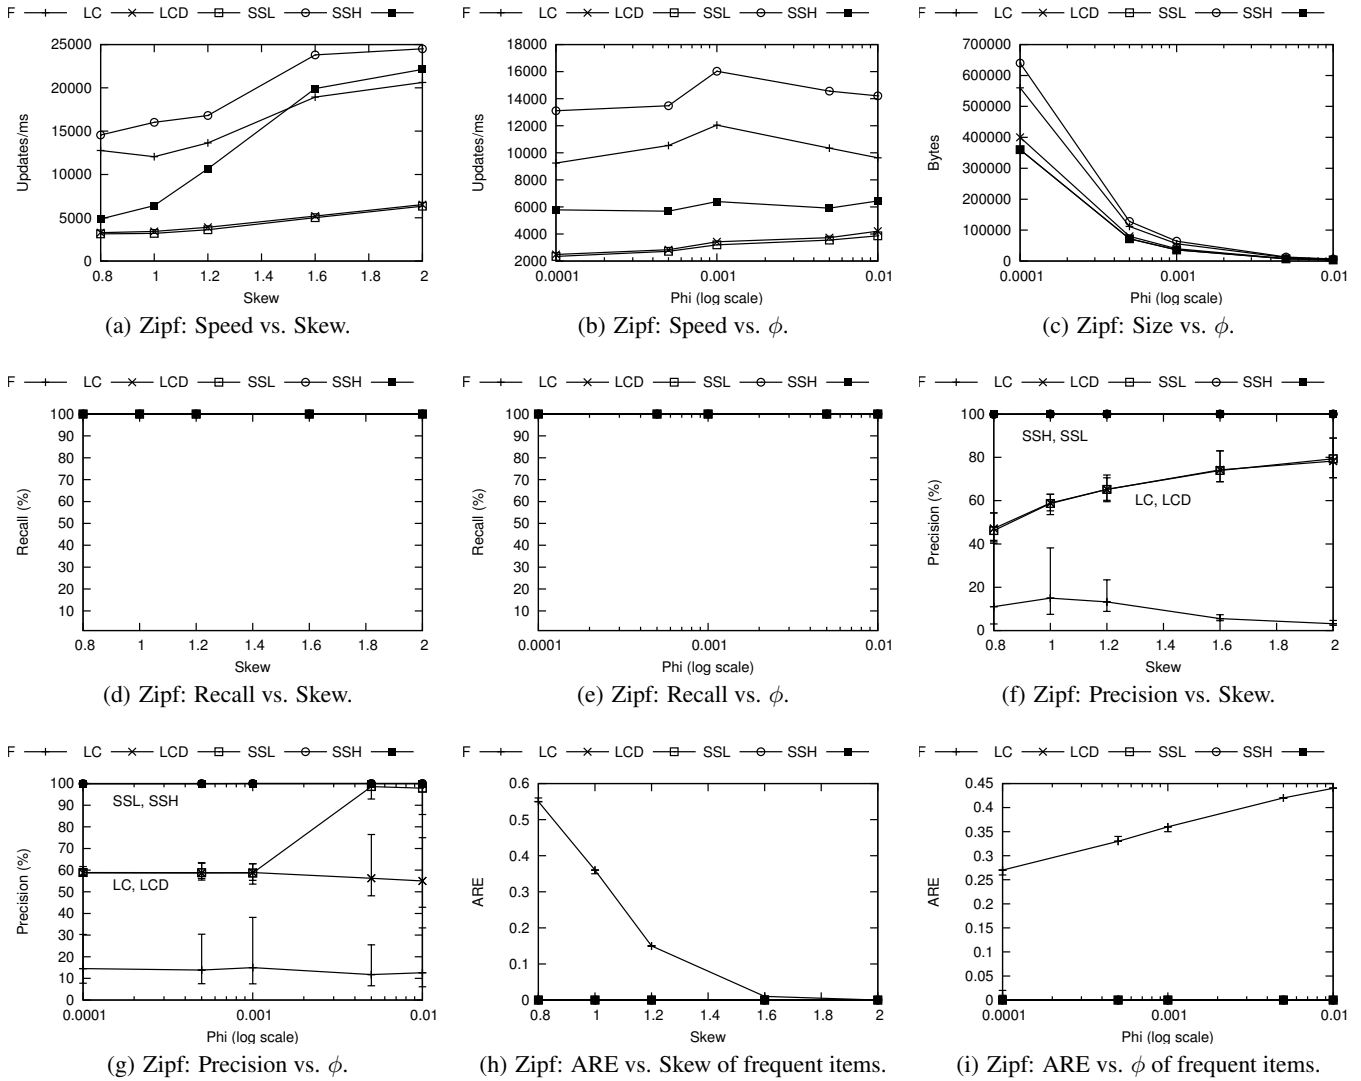 F LC LCD SSL SSH
25000
20000
15000
10000
5000
0
Updates/ms
0.8 1 1.2 1.4 1.6 1.8 2
Skew
(a) Zipf: Speed vs. Skew.
F LC LCD SSL SSH
18000
16000
14000
12000
10000
8000
6000
4000
2000
Updates/ms
0.0001 0.001 0.01
Phi (log scale)
(b) Zipf: Speed vs. ϕ.
F LC LCD SSL SSH
700000
600000
500000
400000
300000
200000
100000
0
Bytes
0.0001 0.001 0.01
Phi (log scale)
(c) Zipf: Size vs. ϕ.
F LC LCD SSL SSH
100
90
80
70
60
50
40
30
20
10
Recall (%)
0.8 1 1.2 1.4 1.6 1.8 2
Skew
(d) Zipf: Recall vs. Skew.
F LC LCD SSL SSH
100
90
80
70
60
50
40
30
20
10
Recall (%)
0.0001 0.001 0.01
Phi (log scale)
(e) Zipf: Recall vs. ϕ.
F LC LCD SSL SSH
100
80
60
40
20
0
Precision (%)
SSH, SSL
LC, LCD
0.8 1 1.2 1.4 1.6 1.8 2
Skew
(f) Zipf: Precision vs. Skew.
F LC LCD SSL SSH
100
90
80
70
60
50
40
30
20
10
0
Precision (%)
SSL, SSH
LC, LCD
0.0001 0.001 0.01
Phi (log scale)
(g) Zipf: Precision vs. ϕ.
F LC LCD SSL SSH
0.6
0.5
0.4
0.3
0.2
0.1
0
ARE
0.8 1 1.2 1.4 1.6 1.8 2
Skew
(h) Zipf: ARE vs. Skew of frequent items.
F LC LCD SSL SSH
0.45
0.4
0.35
0.3
0.25
0.2
0.15
0.1
0.05
0
ARE
0.0001 0.001 0.01
Phi (log scale)
(i) Zipf: ARE vs. ϕ of frequent items.